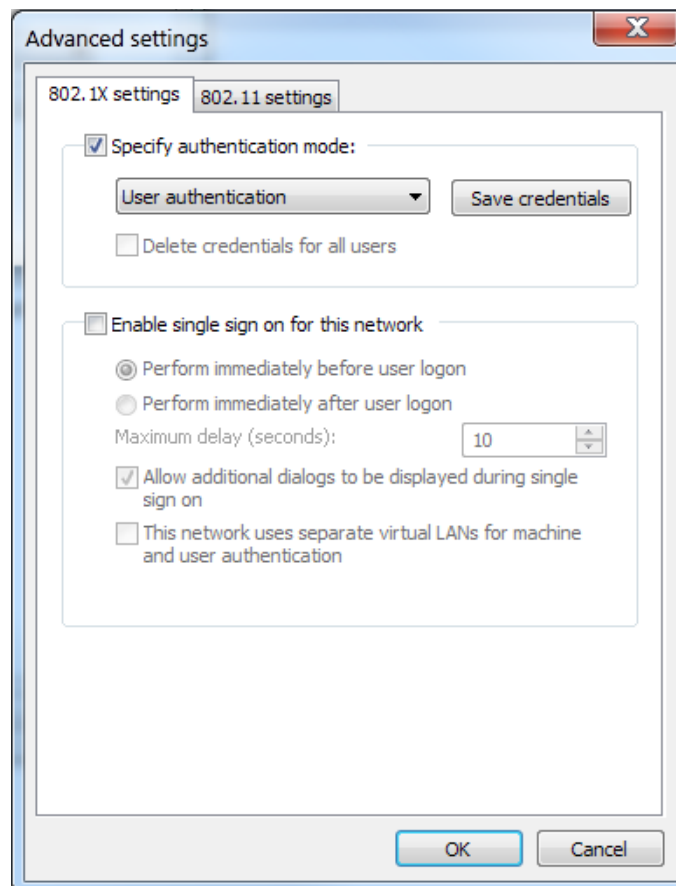 Advanced settings
802.1X settings
802.11 settings
Specify authentication mode:
User authentication
Save credentials
Delete credentials for all users
Enable single sign on for this network
Perform immediately before user logon
Perform immediately after user logon
Maximum delay (seconds):
10
Allow additional dialogs to be displayed during single
sign on
This network uses separate virtual LANs for machine
and user authentication
OK
Cancel